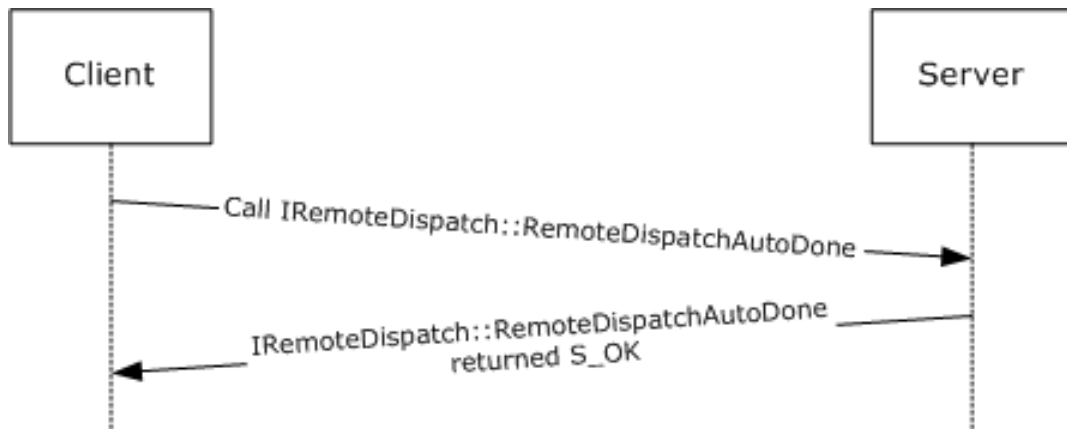 Client
Server
Call IRemoteDispatch::RemoteDispatchAutoDone
IRemoteDispatch::RemoteDispatchAutoDone
returned S_OK